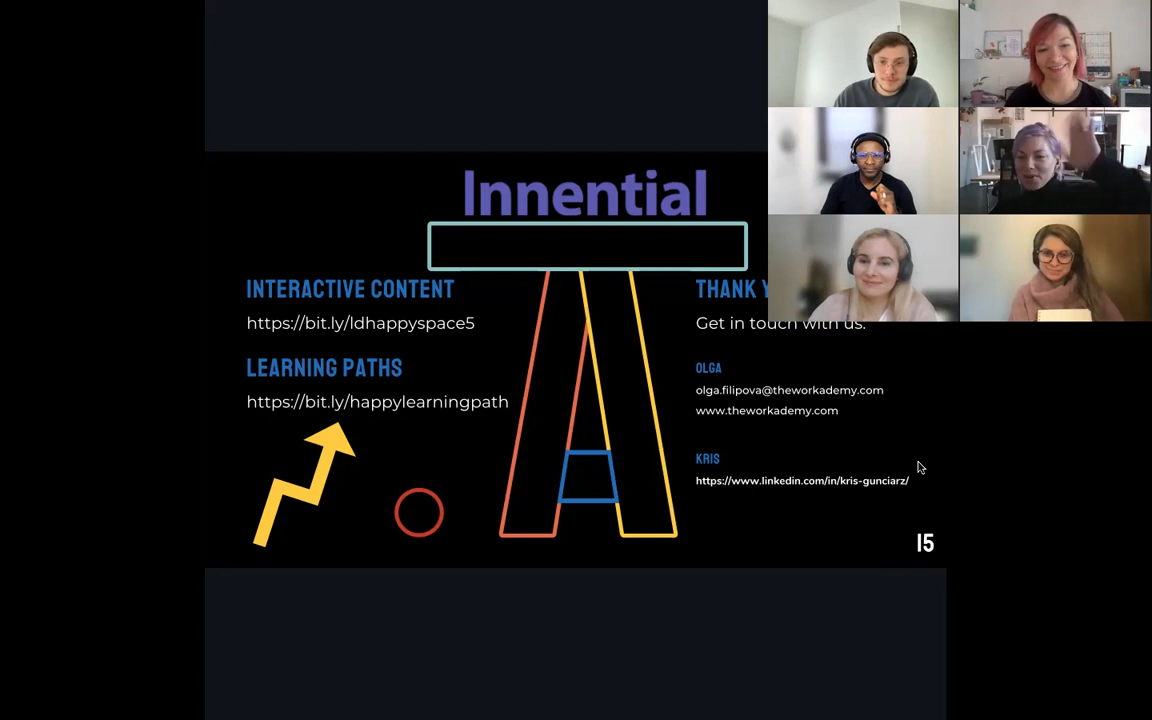 Innential
INTERACTIVE CONTENT
https://bit.ly/ldhappyspace5
LEARNING PATHS
https://bit.ly/happylearningpath
THANK Y
Get in touch with us:
OLGA
olga.filipova@theworkademy.com
www.theworkademy.com
KRIS
https://www.linkedin.com/in/kris-gunciarz/
15